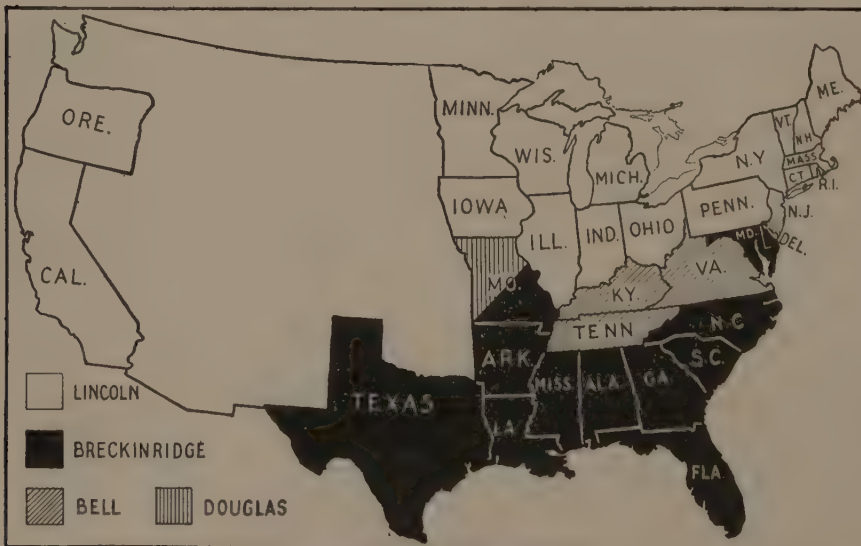 ME.
MINN.
VT.
N.H.
ORE.
WIS.
N.Y
MASS
MICH.
CT.
R.I.
IOWA
PENN.
N.J.
ILL.
IND.
OHIO
MD.
DEL.
CAL.
MO.
VA.
KY.
N.C
TENN
ARK.
S.C.
MISS.
ALA.
GA.
TEXAS
LA.
FLA.
LINCOLN
BRECKINRIDGE
BELL
DOUGLAS